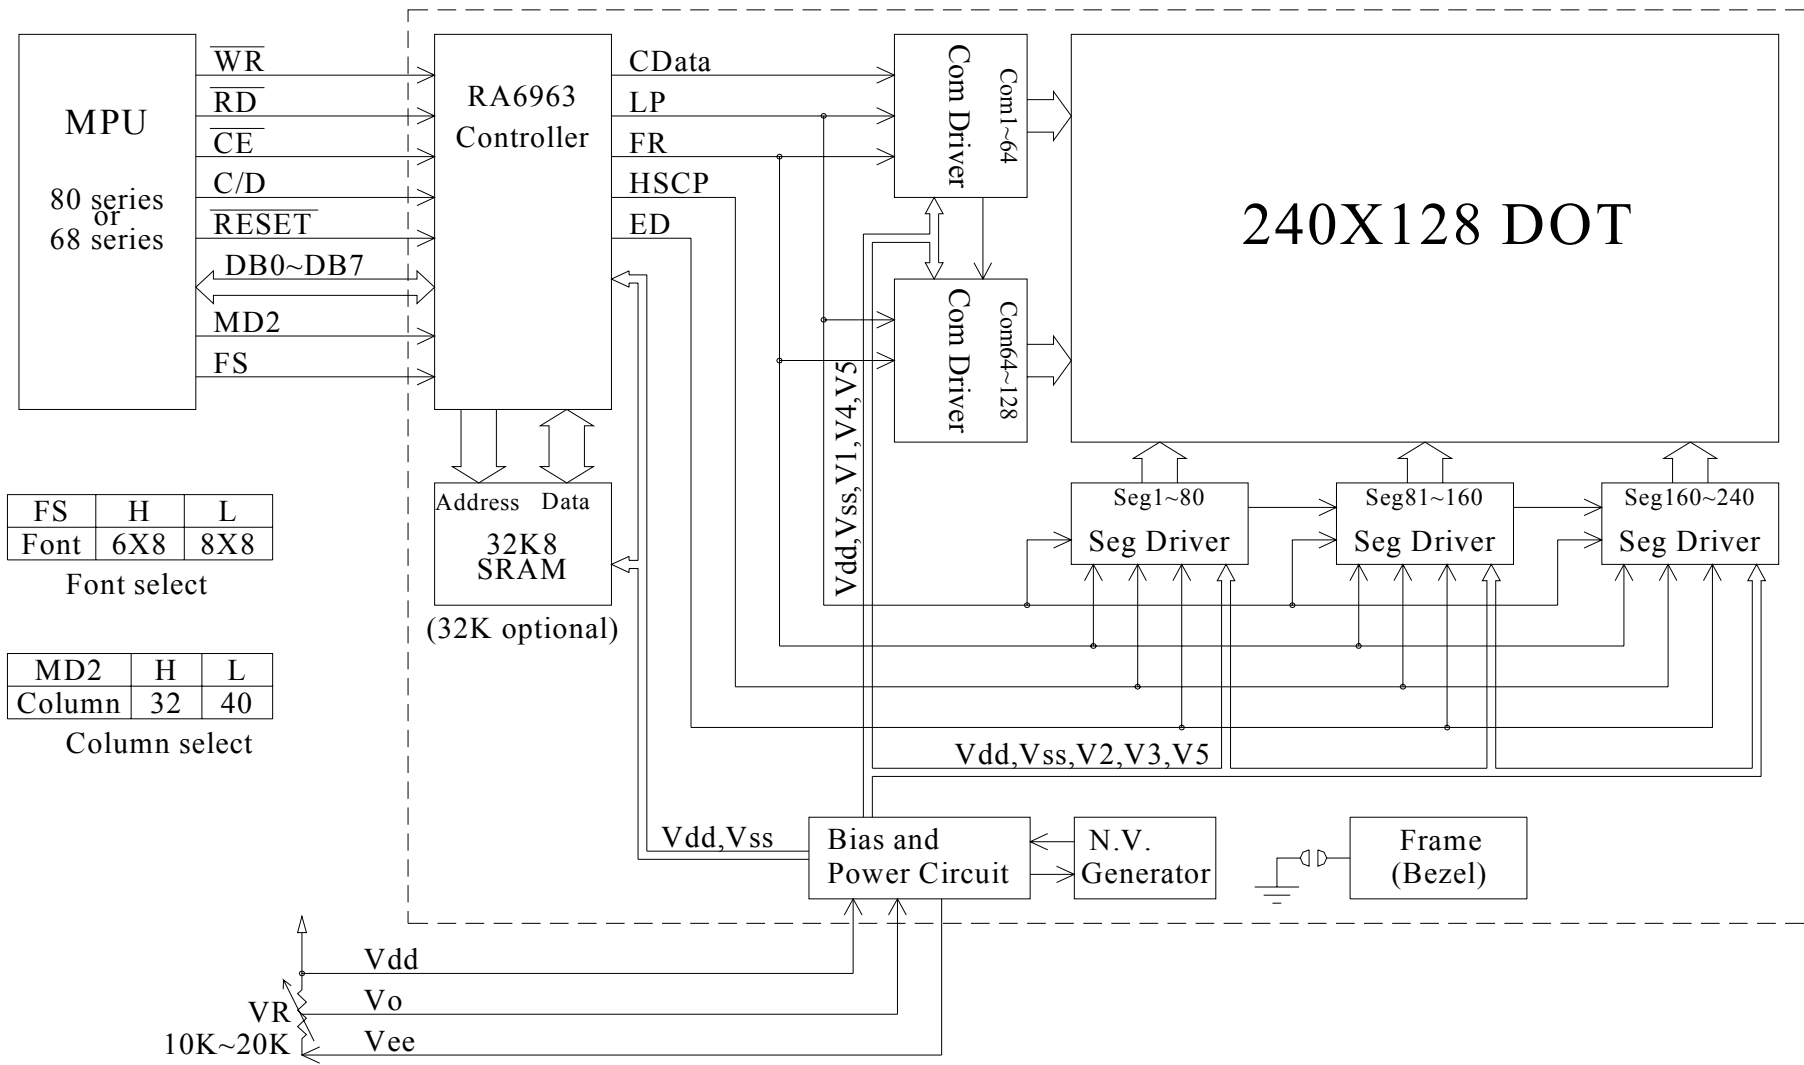 MPU
80 series
or
68 series
WR
RD
CE
C/D
RESET
DB0~DB7
MD2
FS
RA6963
Controller
CData
LP
FR
HSCP
ED
Com Driver
Com1~64
Com Driver
Com64~128
240X128 DOT
Address Data
32K8
SRAM
(32K optional)
Vdd,Vss,V1,V4,V5
Seg1~80
Seg Driver
Seg81~160
Seg Driver
Seg160~240
Seg Driver
FS H L
Font 6X8 8X8
Font select
MD2 H L
Column 32 40
Column select
Vdd,Vss,V2,V3,V5
Vdd,Vss
Bias and
Power Circuit
N.V.
Generator
Frame
(Bezel)
Vdd
Vo
VR
10K~20K
Vee